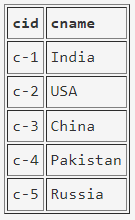 cid cname
c-1 India
c-2 USA
c-3 China
c-4 Pakistan
c-5 Russia